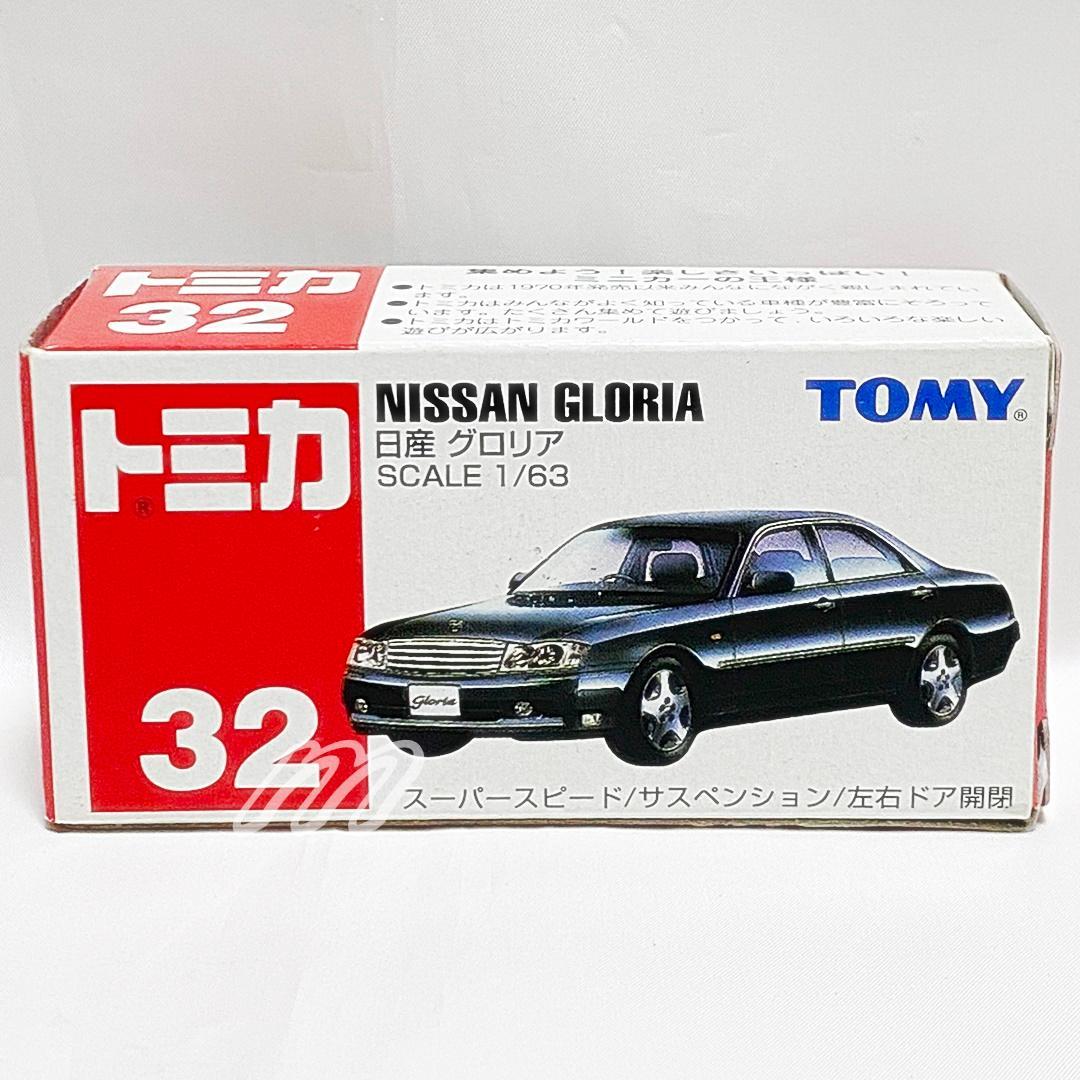 トミカ
32
集めよう!楽しさいっぱい!
ミニカーの王様
●トミカは1970年発売以来みんなにながく親しまれてい
ます。
●トミカはみんながよく知っている車種が豊富にそろって
います。たくさん集めて遊びましょう。
●トミカはトミカワールドをつかって、いろいろな楽しい
遊びが広がります。
トミカ®
NISSAN GLORIA
日産 グロリア
SCALE 1/63
TOMY®
Gloria
32
m
スーパースピード/サスペンション/左右ドア開閉